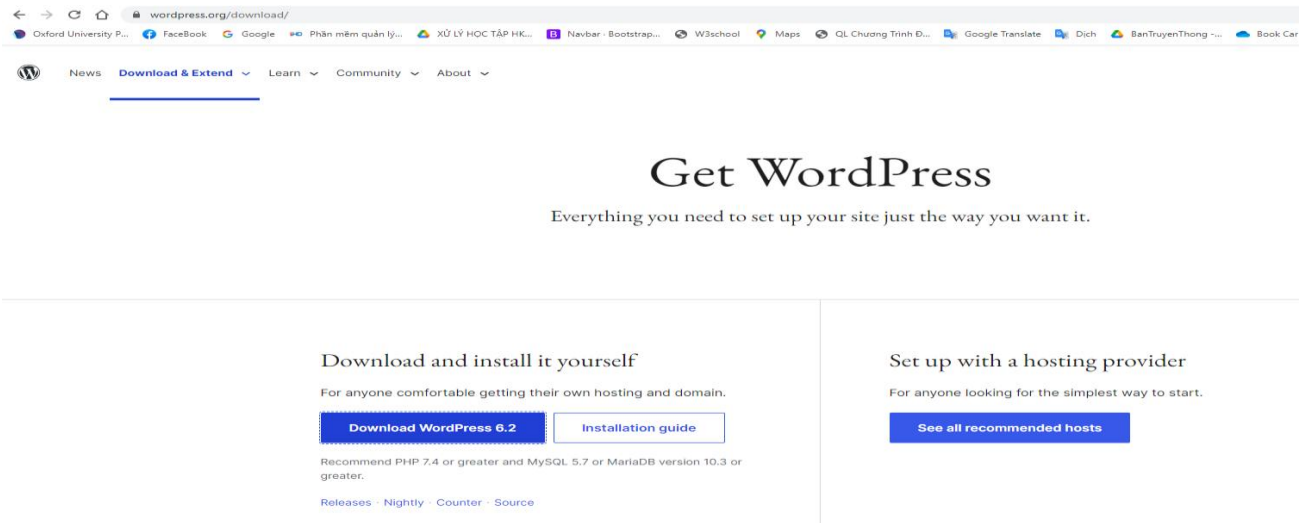 wordpress.org/download/
Oxford University P... FaceBook Google Phần mềm quản lý... XỬ LÝ HỌC TẬP HK... Navbar · Bootstrap... W3school Maps QL Chương Trình Đ... Google Translate Dịch BanTruyenThong -... Book Car
News Download & Extend Learn Community About
Get WordPress
Everything you need to set up your site just the way you want it.
Download and install it yourself
For anyone comfortable getting their own hosting and domain.
Download WordPress 6.2 Installation guide
Recommend PHP 7.4 or greater and MySQL 5.7 or MariaDB version 10.3 or
greater.
Releases · Nightly · Counter · Source
Set up with a hosting provider
For anyone looking for the simplest way to start.
See all recommended hosts